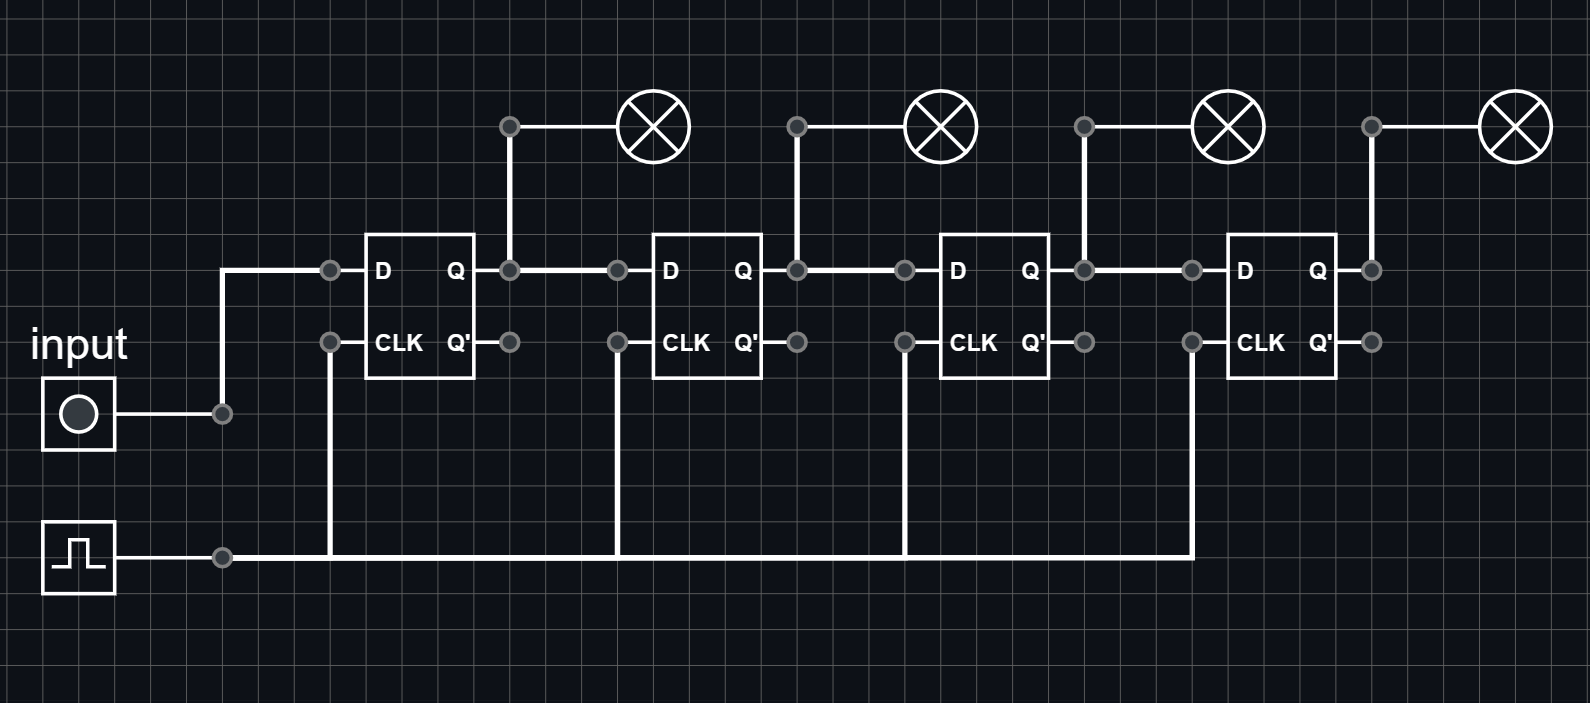 D Q D Q D Q D Q
input
CLK Q' CLK Q' CLK Q' CLK Q'